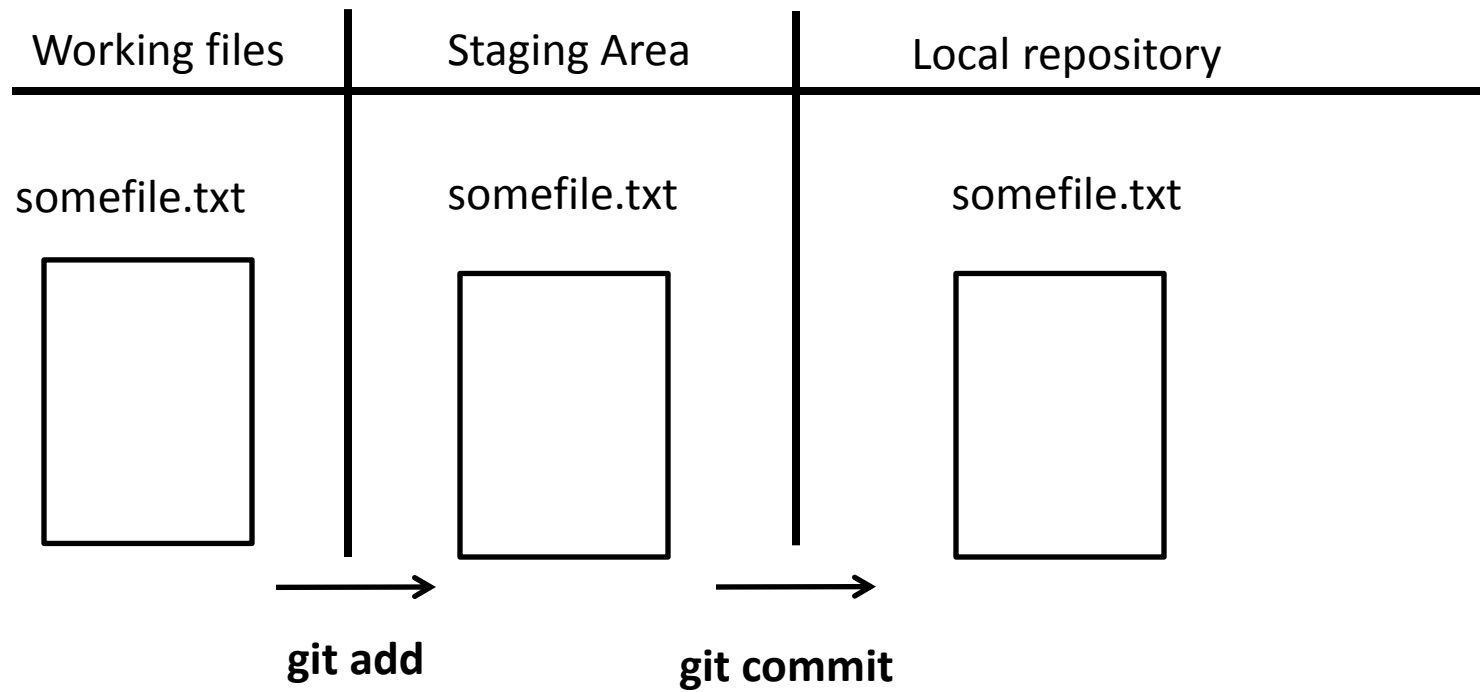 Working files
Staging Area
Local repository
somefile.txt
somefile.txt
somefile.txt
git add
git commit